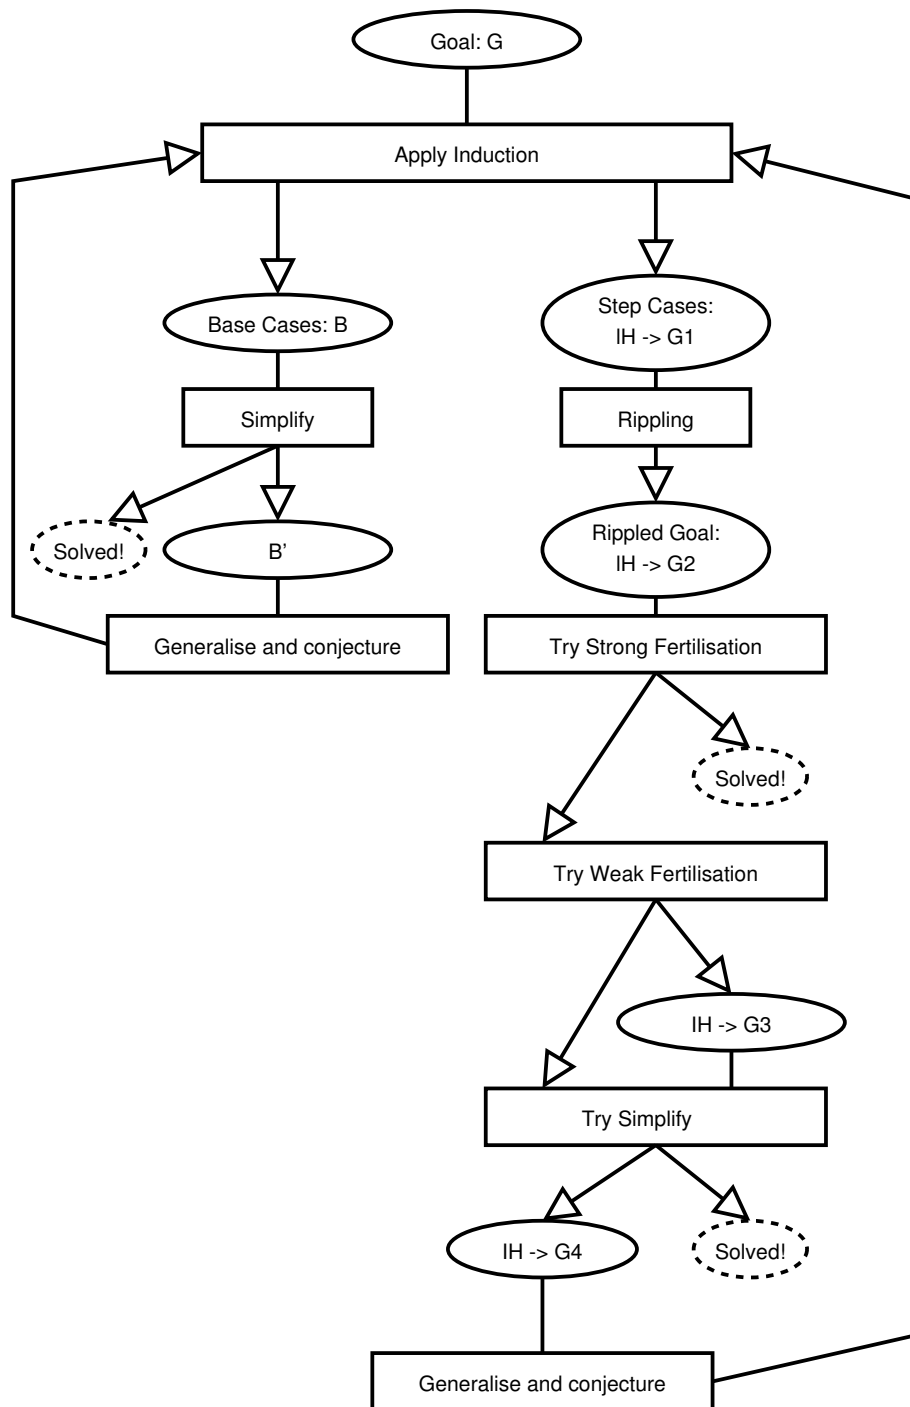 Goal: G
Apply Induction
Base Cases: B
Step Cases:
IH -> G1
Simplify
Rippling
Solved!
B'
Rippled Goal:
IH -> G2
Generalise and conjecture
Try Strong Fertilisation
Solved!
Try Weak Fertilisation
IH -> G3
Try Simplify
IH -> G4
Solved!
Generalise and conjecture